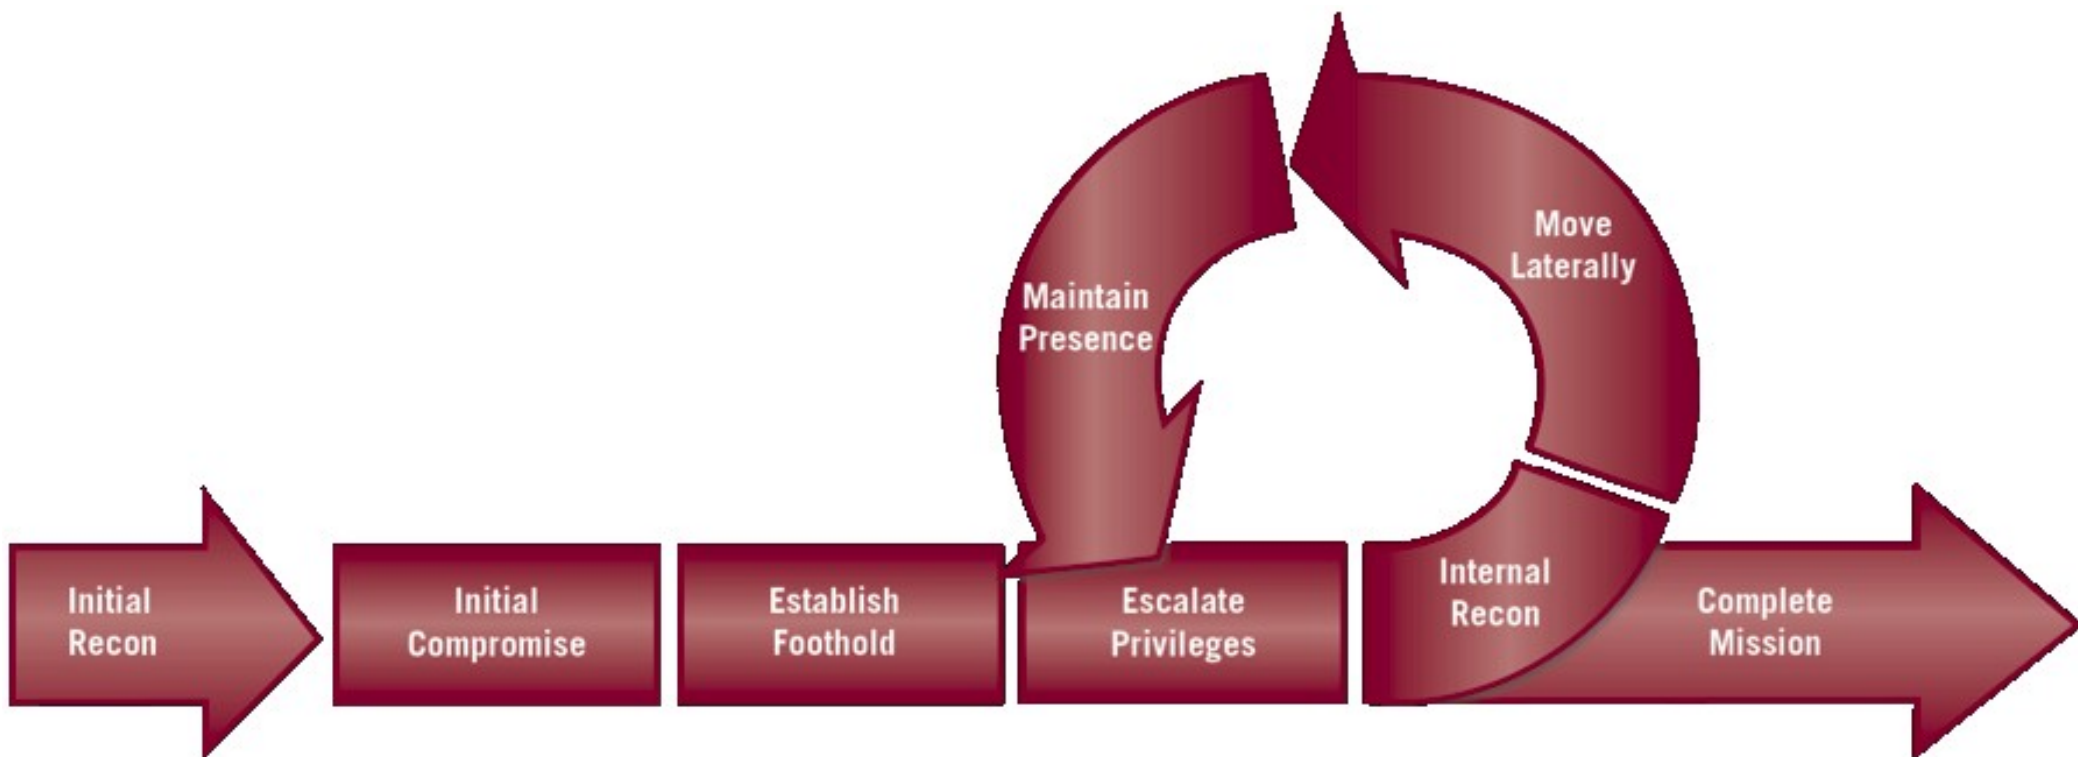 Initial
Recon
Initial
Compromise
Establish
Foothold
Escalate
Privileges
Internal
Recon
Move
Laterally
Maintain
Presence
Complete
Mission